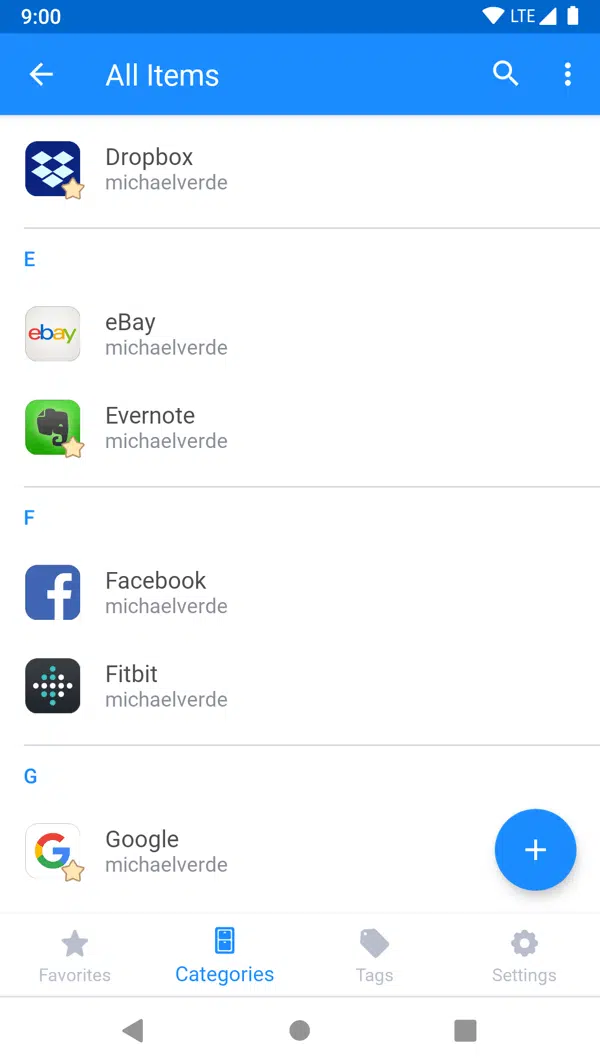 9:00
LTE
All Items
Dropbox
michaelverde
E
ebay
eBay
michaelverde
Evernote
michaelverde
F
f
Facebook
michaelverde
Fitbit
michaelverde
G
G
Google
michaelverde
+
Favorites
Categories
Tags
Settings